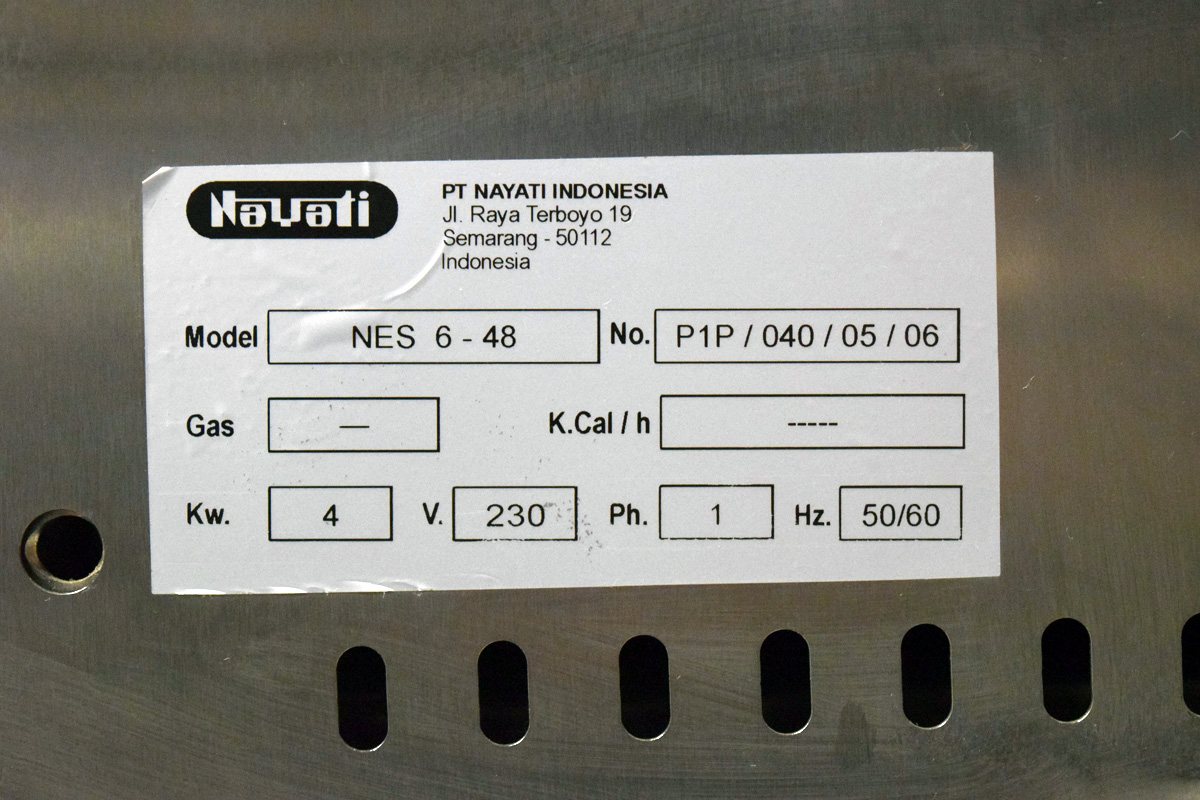 Nayati
PT NAYATI INDONESIA
Jl. Raya Terboyo 19
Semarang - 50112
Indonesia
Model NES 6 - 48 No. P1P / 040 / 05 / 06
Gas — K.Cal / h -----
Kw. 4 V. 230 Ph. 1 Hz. 50/60